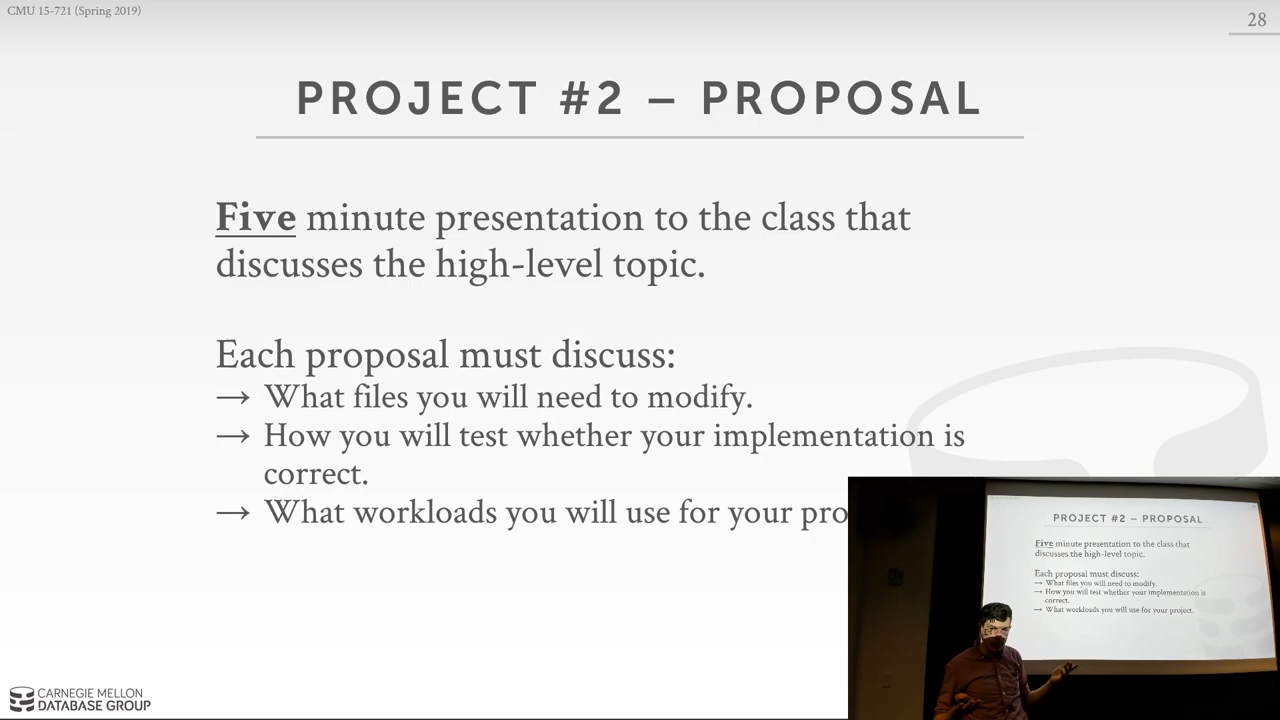 CMU 15-721 (Spring 2019)
28
PROJECT #2 – PROPOSAL
Five minute presentation to the class that
discusses the high-level topic.
Each proposal must discuss:
→ What files you will need to modify.
→ How you will test whether your implementation is
correct.
→ What workloads you will use for your pro
PROJECT #2 – PROPOSAL
Five minute presentation to the class that
discusses the high-level topic.
Each proposal must discuss:
→ What files you will need to modify.
→ How you will test whether your implementation is
correct.
→ What workloads you will use for your project.
CARNEGIE MELLON
DATABASE GROUP